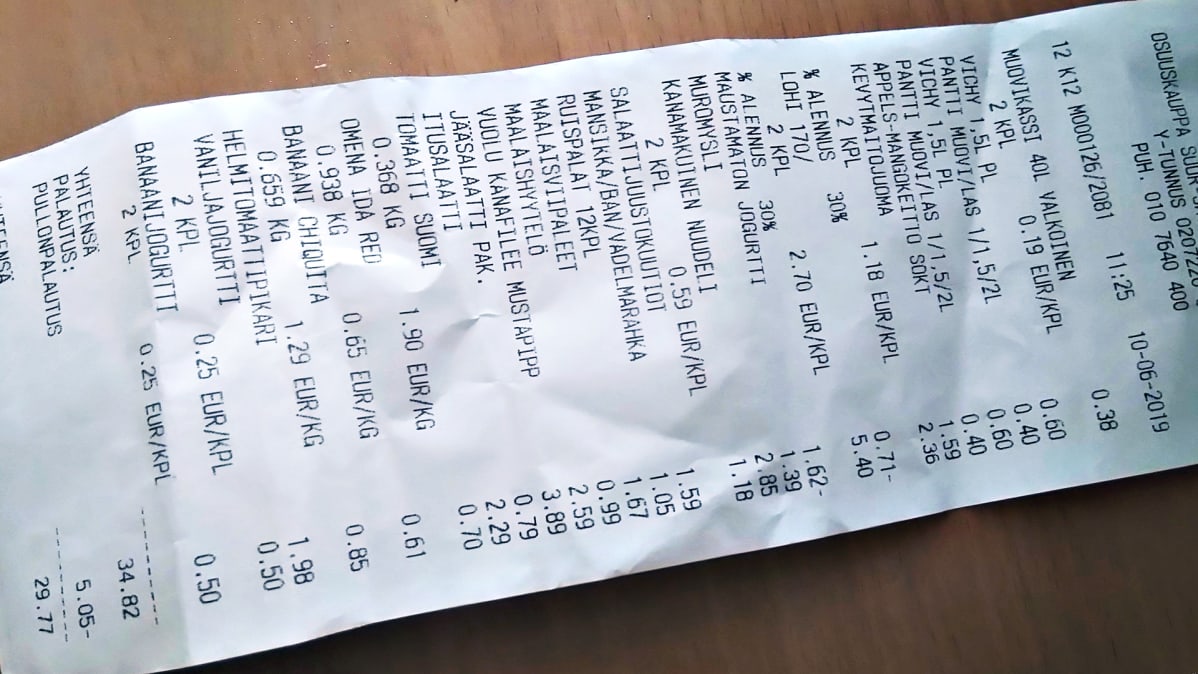 OSUUSKAUPPA
Y-TUNNUS
PUH. 010 7640 400
12 K12 M000126/2081 11:25 10-06-2019
MUOVIKASSI 40L VALKOINEN
2 KPL 0.19 EUR/KPL 0.38
VICHY 1,5L PL 0.60
PANTTI MUOVI/LAS 1/1,5/2L 0.40
VICHY 1,5L PL 0.60
PANTTI MUOVI/LAS 1/1,5/2L 0.40
APPELS-MANGOKEITTO SOKT 1.59
KEVYTMAITOJUOMA
2 KPL 1.18 EUR/KPL 2.36
% ALENNUS 30% 0.71-
LOHI 170/
2 KPL 2.70 EUR/KPL 5.40
% ALENNUS 30% 1.62-
MAUSTAMATON JOGURTTI 1.39
MUROMYSLI 2.85
KANAMAKUINEN NUUDELI
2 KPL 0.59 EUR/KPL 1.18
SALAATTIJUUSTOKUUTIOT 1.59
MANSIKKA/BAN/VADELMARAHKA 1.05
RUISPALAT 12KPL 1.67
MAALAISVIIPALEET 0.99
MAALAISHYYTELÖ 2.59
VUOLU KANAFILEE MUSTAPIPP 3.89
JÄÄSALAATTI PAK. 0.79
ITUSALAATTI 2.29
TOMAATTI SUOMI
0.368 KG 1.90 EUR/KG 0.70
OMENA IDA RED
0.938 KG 0.65 EUR/KG 0.61
BANAANI CHIQUITA
0.659 KG 1.29 EUR/KG 0.85
HELMITOMAATTIPIKARI 1.98
VANILJAJOGURTTI
2 KPL 0.25 EUR/KPL 0.50
BANAANIJOGURTTI
2 KPL 0.25 EUR/KPL 0.50
---------
YHTEENSÄ 34.82
PALAUTUS:
PULLONPALAUTUS 5.05-
---------
29.77